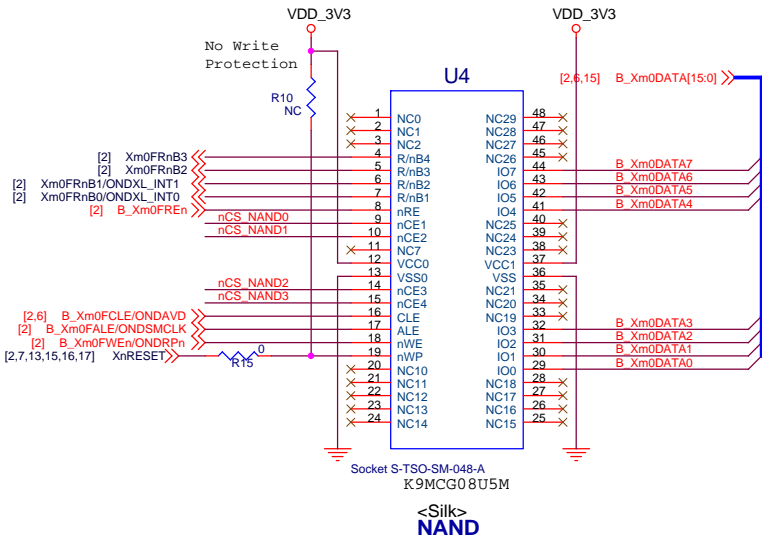 VDD_3V3
VDD_3V3
No Write
Protection
U4
[2,6,15] B_Xm0DATA[15:0]
R10
NC
1 NC0 NC29 48
2 NC1 NC28 47
3 NC2 NC27 46
4 R/nB4 NC26 45
[2] Xm0FRnB3
5 R/nB3 IO7 44 B_Xm0DATA7
[2] Xm0FRnB2
6 R/nB2 IO6 43 B_Xm0DATA6
[2] Xm0FRnB1/ONDXL_INT1
7 R/nB1 IO5 42 B_Xm0DATA5
[2] Xm0FRnB0/ONDXL_INT0
8 nRE IO4 41 B_Xm0DATA4
[2] B_Xm0FREn
nCS_NAND0 9 nCE1 NC25 40
nCS_NAND1 10 nCE2 NC24 39
11 NC7 NC23 38
12 VCC0 VCC1 37
13 VSS0 VSS 36
nCS_NAND2 14 nCE3 NC21 35
nCS_NAND3 15 nCE4 NC20 34
[2,6] B_Xm0FCLE/ONDAVD 16 CLE NC19 33
[2] B_Xm0FALE/ONDSMCLK 17 ALE IO3 32 B_Xm0DATA3
[2] B_Xm0FWEn/ONDRPn 18 nWE IO2 31 B_Xm0DATA2
[2,7,13,15,16,17] XnRESET 0 19 nWP IO1 30 B_Xm0DATA1
R15
20 NC10 IO0 29 B_Xm0DATA0
21 NC11 NC18 28
22 NC12 NC17 27
23 NC13 NC16 26
24 NC14 NC15 25
Socket S-TSO-SM-048-A
K9MCG08U5M
<Silk>
NAND